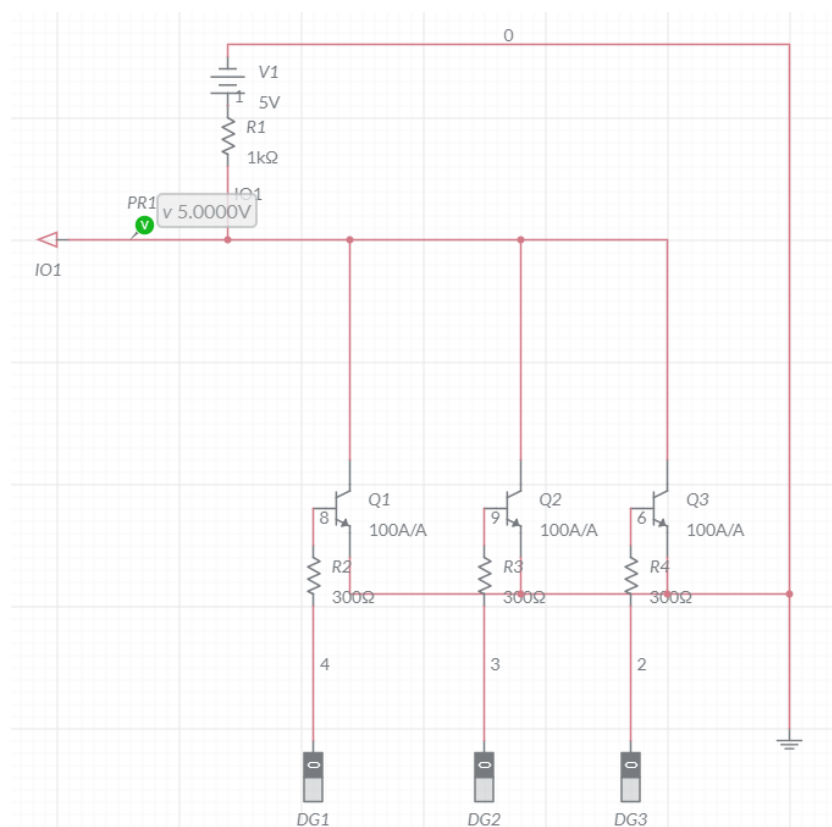 0
V1
1
5V
R1
1kΩ
IO1
PR1
v 5.0000V
V
IO1
Q1
Q2
Q3
8
9
6
100A/A
100A/A
100A/A
R2
R3
R4
300Ω
300Ω
300Ω
4
3
2
0
0
0
DG1
DG2
DG3